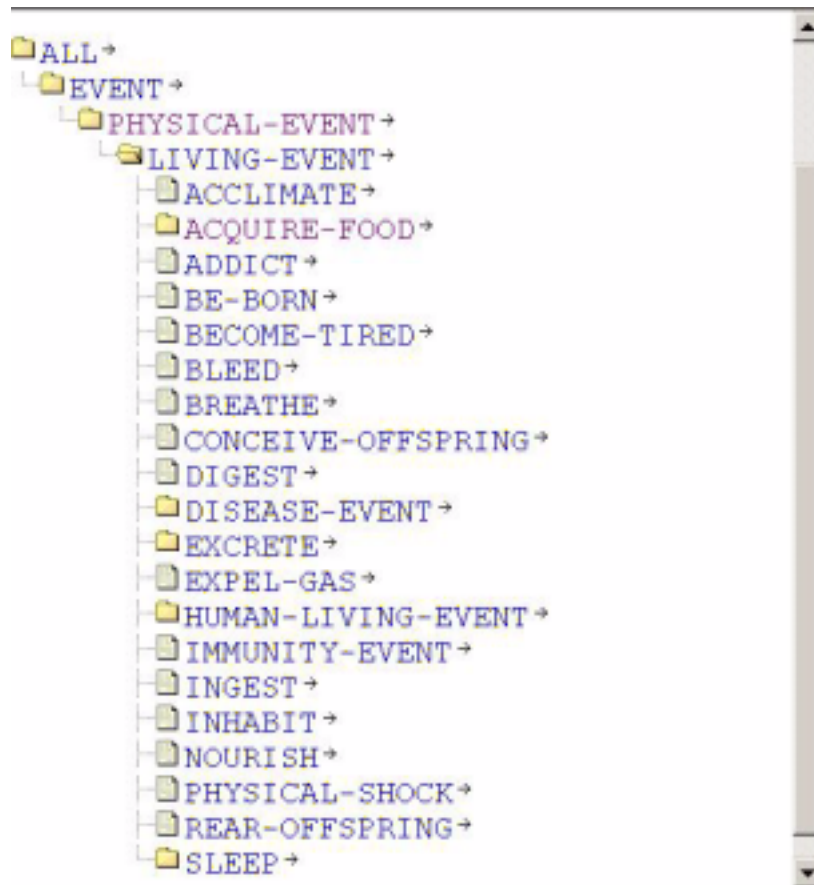 ALL→
EVENT→
PHYSICAL-EVENT→
LIVING-EVENT→
ACCLIMATE→
ACQUIRE-FOOD→
ADDICT→
BE-BORN→
BECOME-TIRED→
BLEED→
BREATHE→
CONCEIVE-OFFSPRING→
DIGEST→
DISEASE-EVENT→
EXCRETE→
EXPEL-GAS→
HUMAN-LIVING-EVENT→
IMMUNITY-EVENT→
INGEST→
INHABIT→
NOURISH→
PHYSICAL-SHOCK→
REAR-OFFSPRING→
SLEEP→